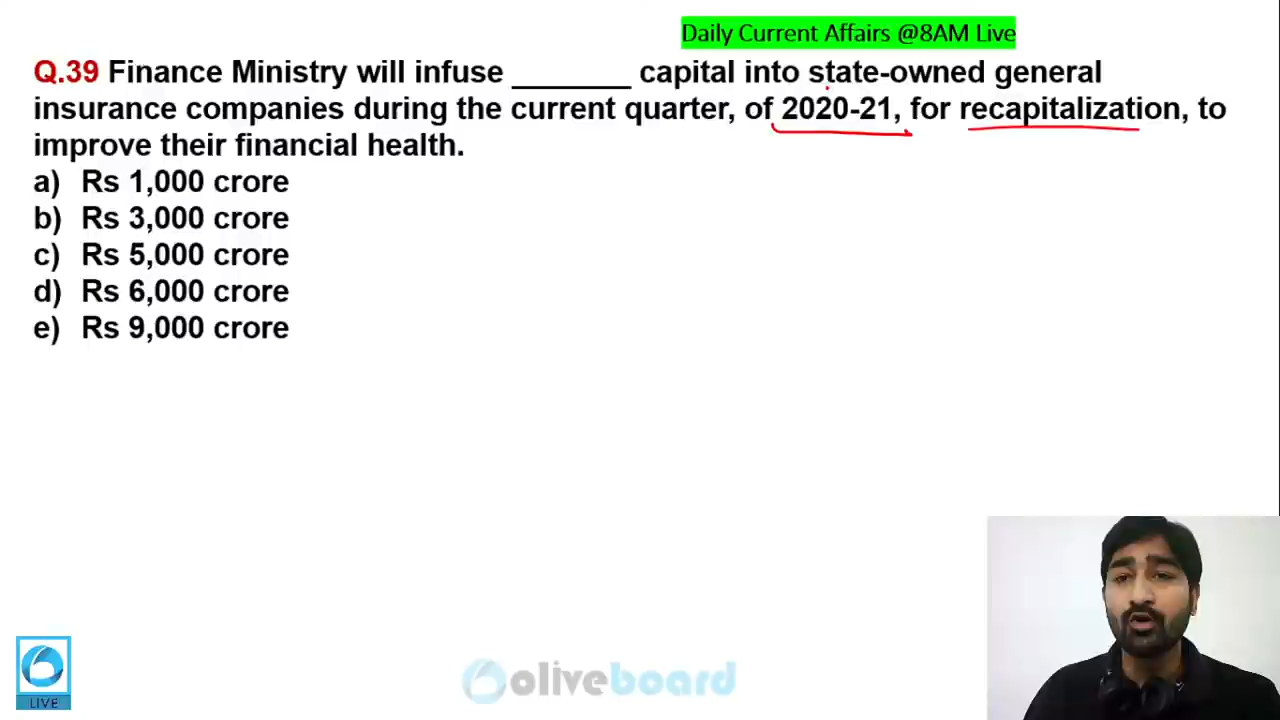 Daily Current Affairs @8AM Live
Q.39 Finance Ministry will infuse _______ capital into state-owned general
insurance companies during the current quarter, of 2020-21, for recapitalization, to
improve their financial health.
a) Rs 1,000 crore
b) Rs 3,000 crore
c) Rs 5,000 crore
d) Rs 6,000 crore
e) Rs 9,000 crore
LIVE
oliveboard